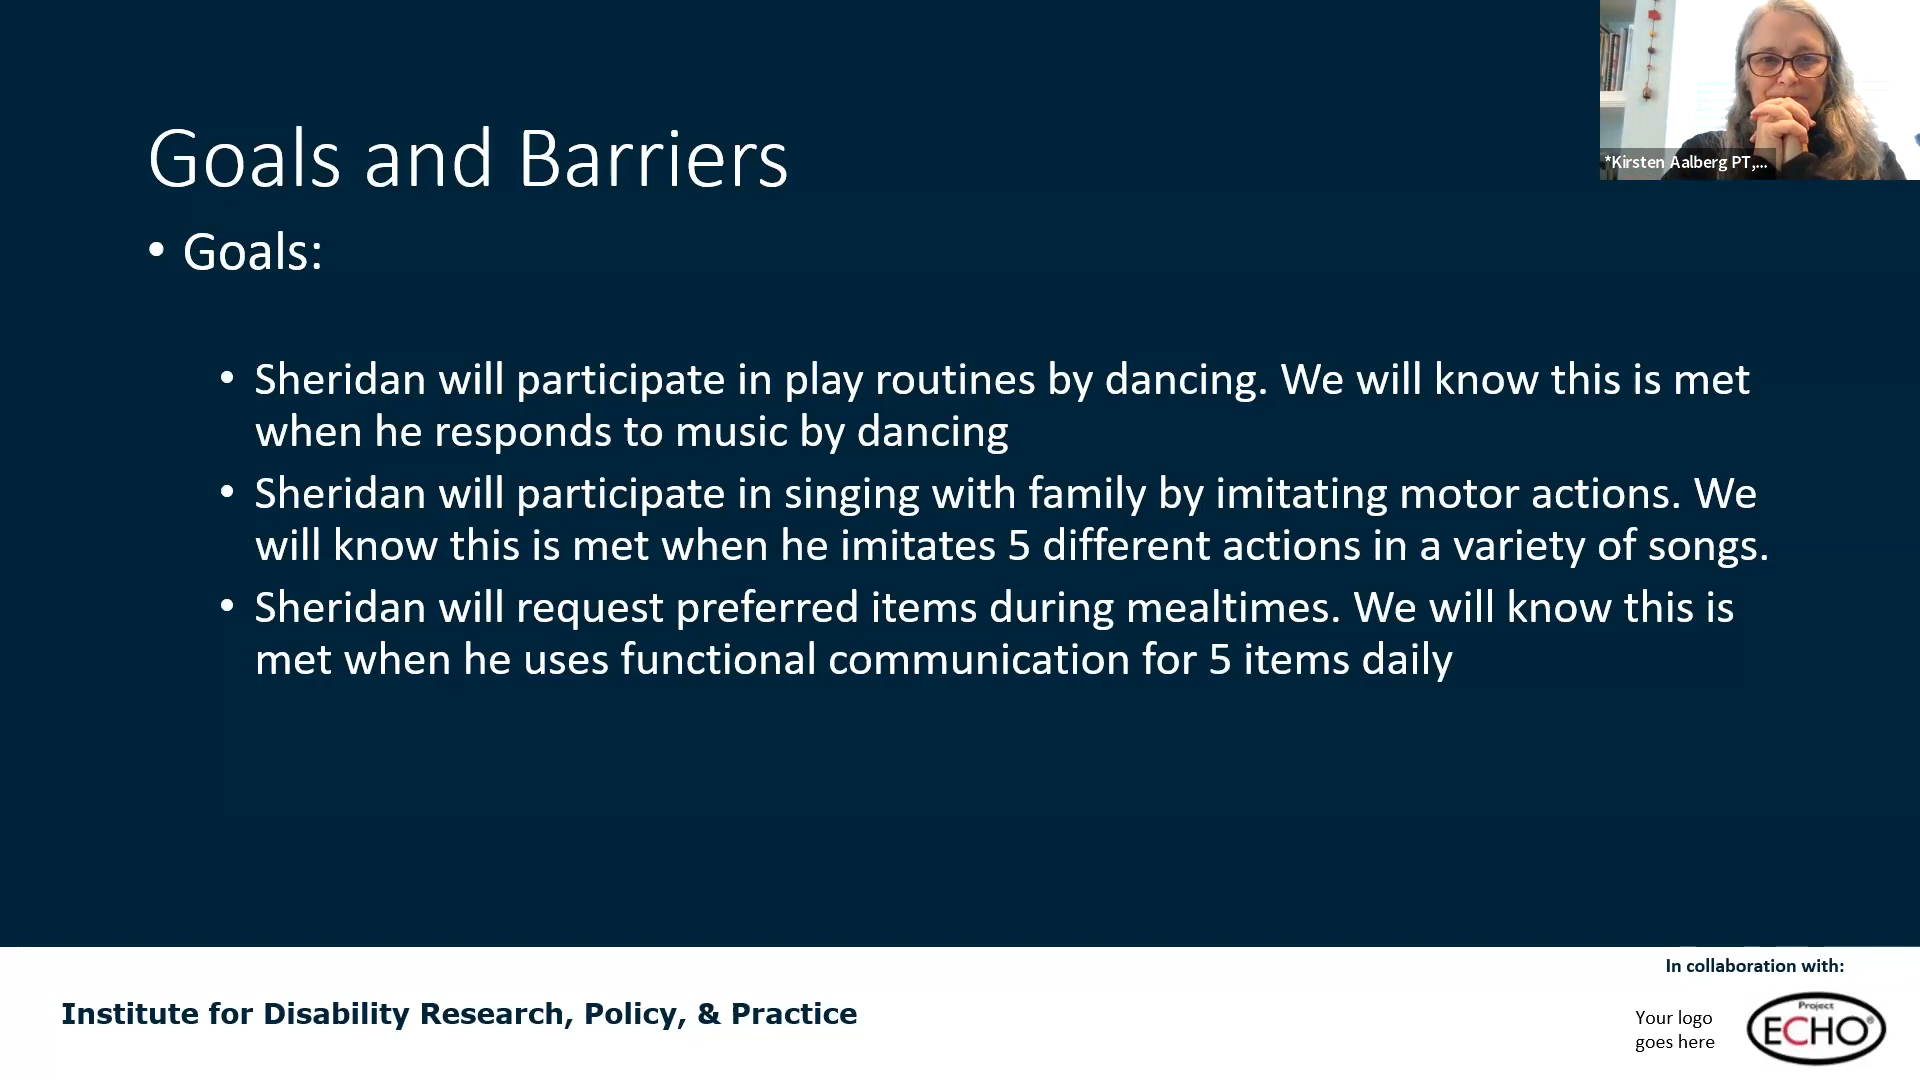 Goals and Barriers
*Kirsten Aalberg PT,...
• Goals:
• Sheridan will participate in play routines by dancing. We will know this is met
when he responds to music by dancing
• Sheridan will participate in singing with family by imitating motor actions. We
will know this is met when he imitates 5 different actions in a variety of songs.
• Sheridan will request preferred items during mealtimes. We will know this is
met when he uses functional communication for 5 items daily
Institute for Disability Research, Policy, & Practice
In collaboration with:
Your logo
goes here
Project
ECHO®